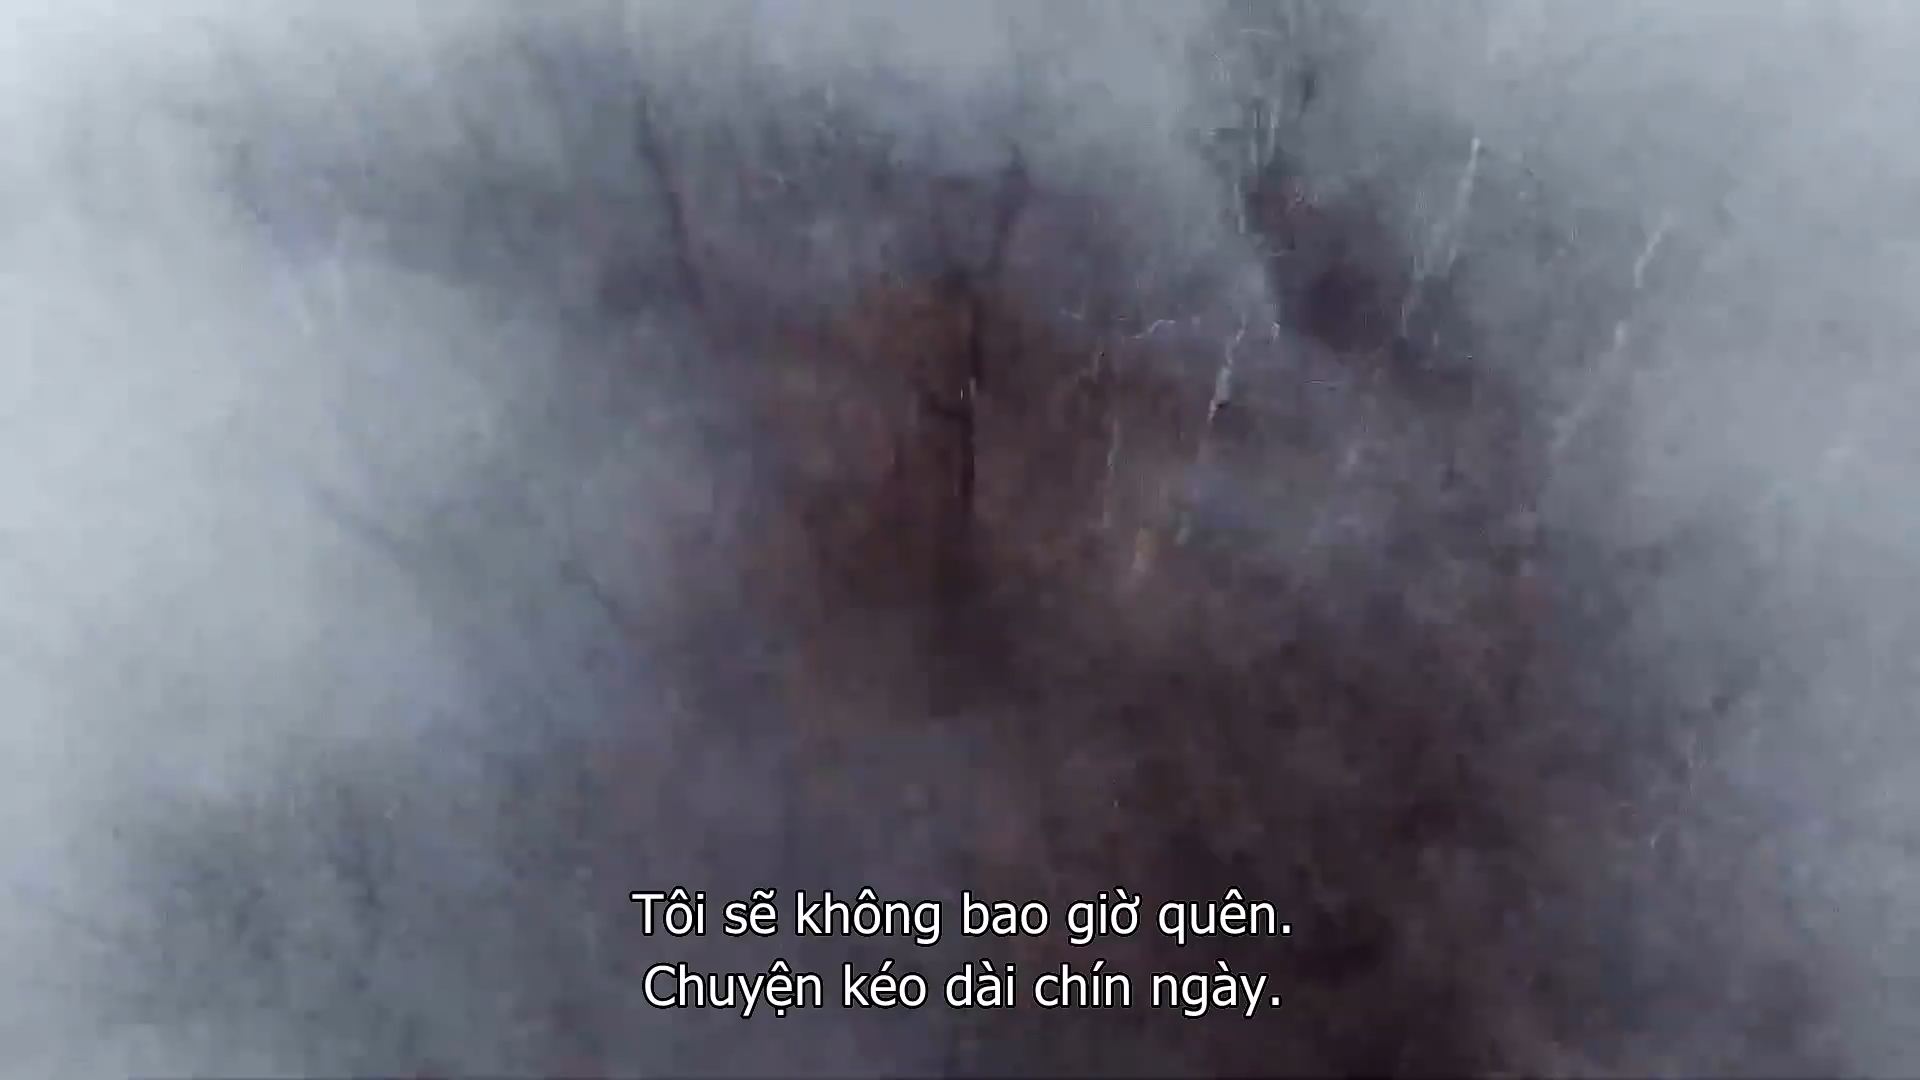 Tôi sẽ không bao giờ quên.
Chuyện kéo dài chín ngày.